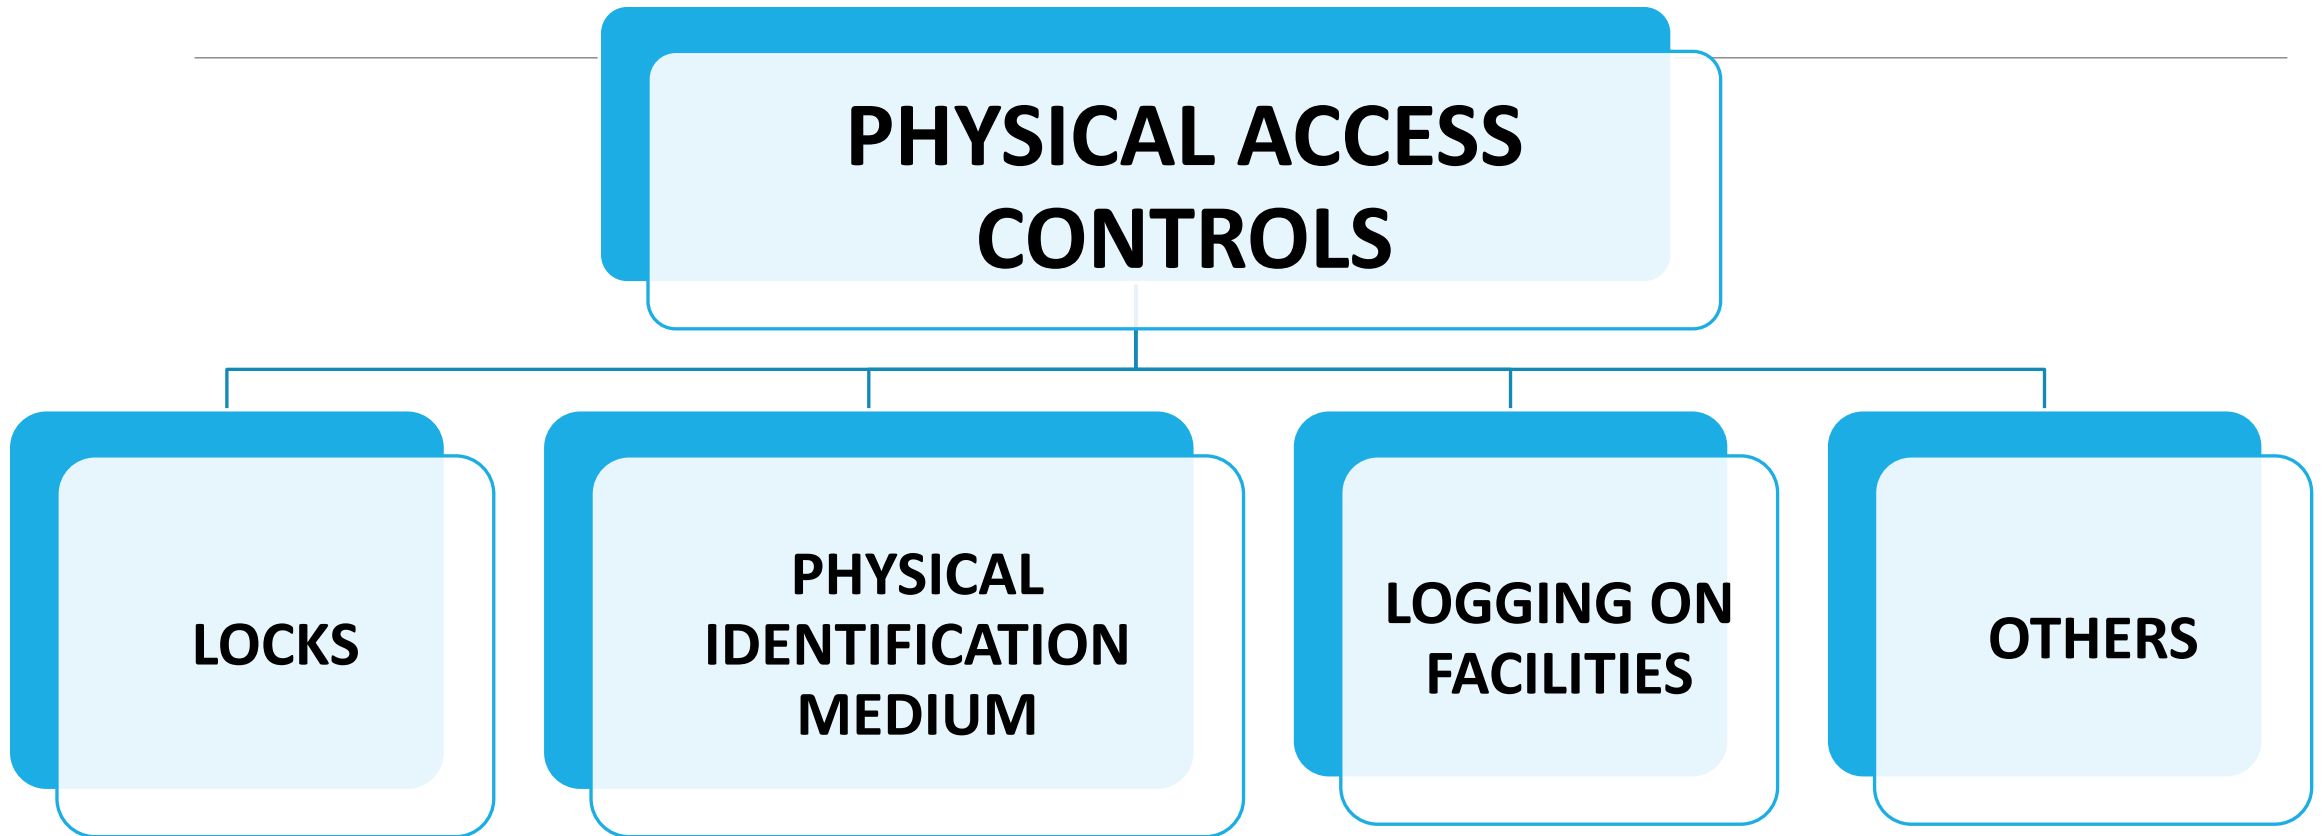 PHYSICAL ACCESS
CONTROLS
LOCKS
PHYSICAL
IDENTIFICATION
MEDIUM
LOGGING ON
FACILITIES
OTHERS